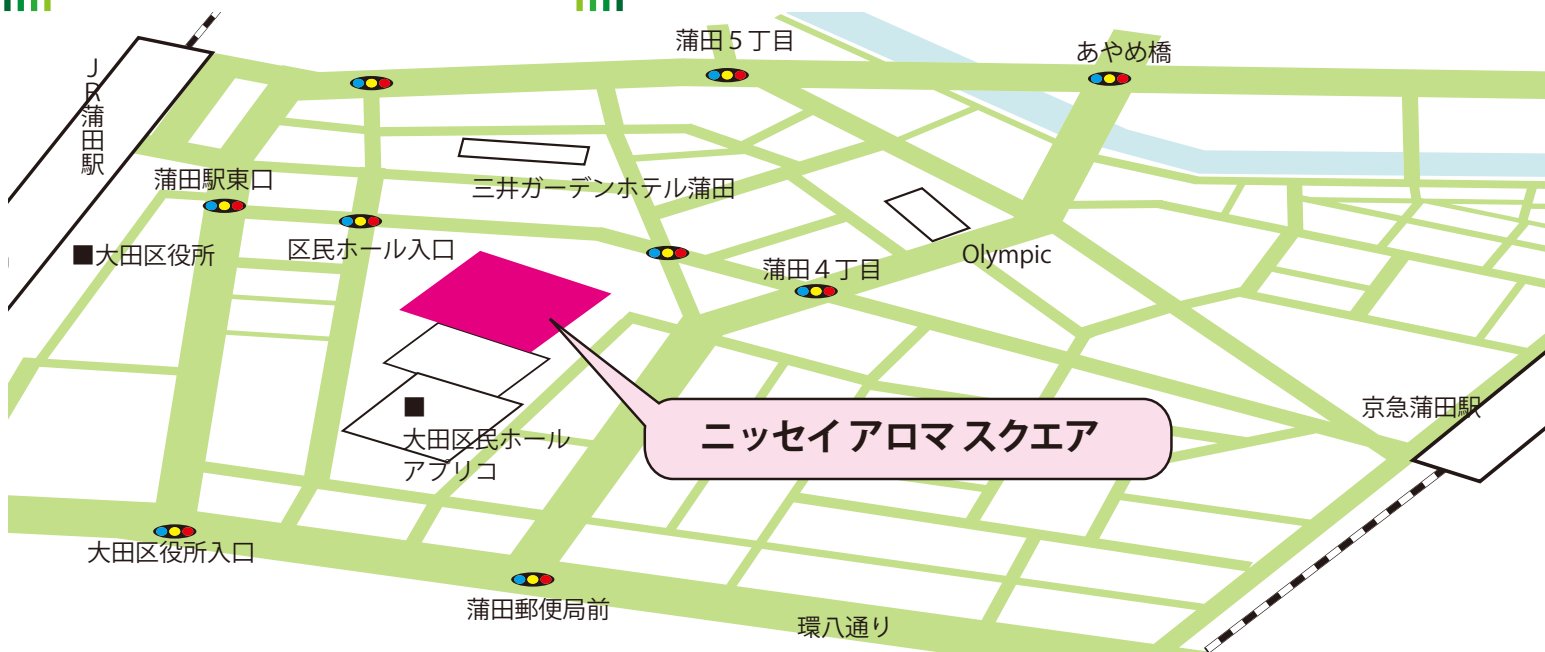 蒲田５丁目
あやめ橋
JR蒲田駅
蒲田駅東口
三井ガーデンホテル蒲田
■大田区役所
区民ホール入口
Olympic
蒲田４丁目
京急蒲田駅
ニッセイ アロマ スクエア
■
大田区民ホール
アプリコ
大田区役所入口
蒲田郵便局前
環八通り